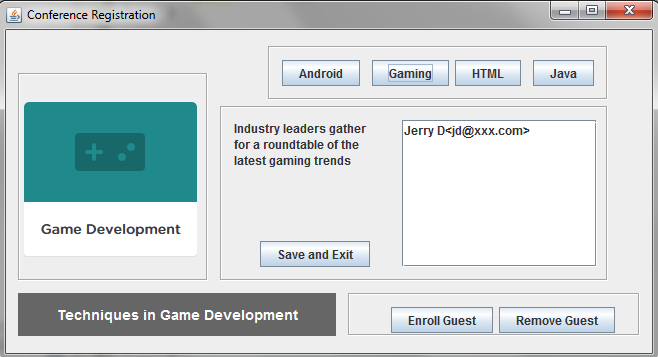 Conference Registration
Android Gaming HTML Java
Game Development
Industry leaders gather
for a roundtable of the
latest gaming trends
Jerry D<jd@xxx.com>
Save and Exit
Techniques in Game Development
Enroll Guest Remove Guest